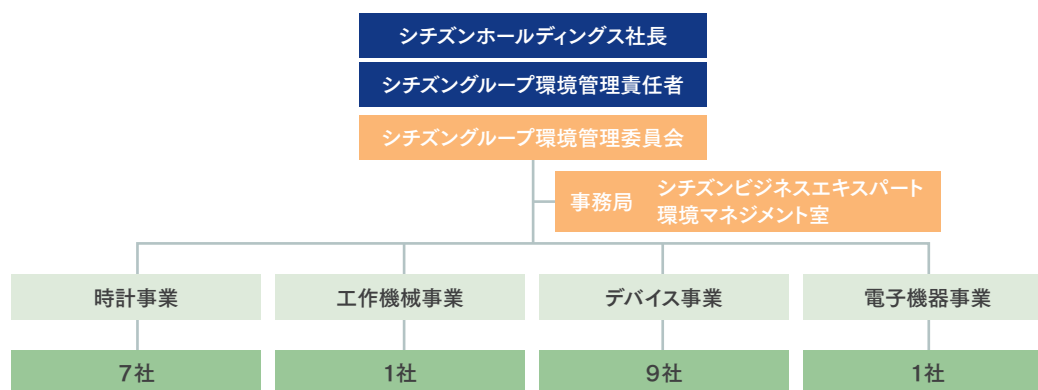 シチズンホールディングス社長
シチズングループ環境管理責任者
シチズングループ環境管理委員会
事務局 シチズンビジネスエキスパート
環境マネジメント室
時計事業 工作機械事業 デバイス事業 電子機器事業
7社 1社 9社 1社